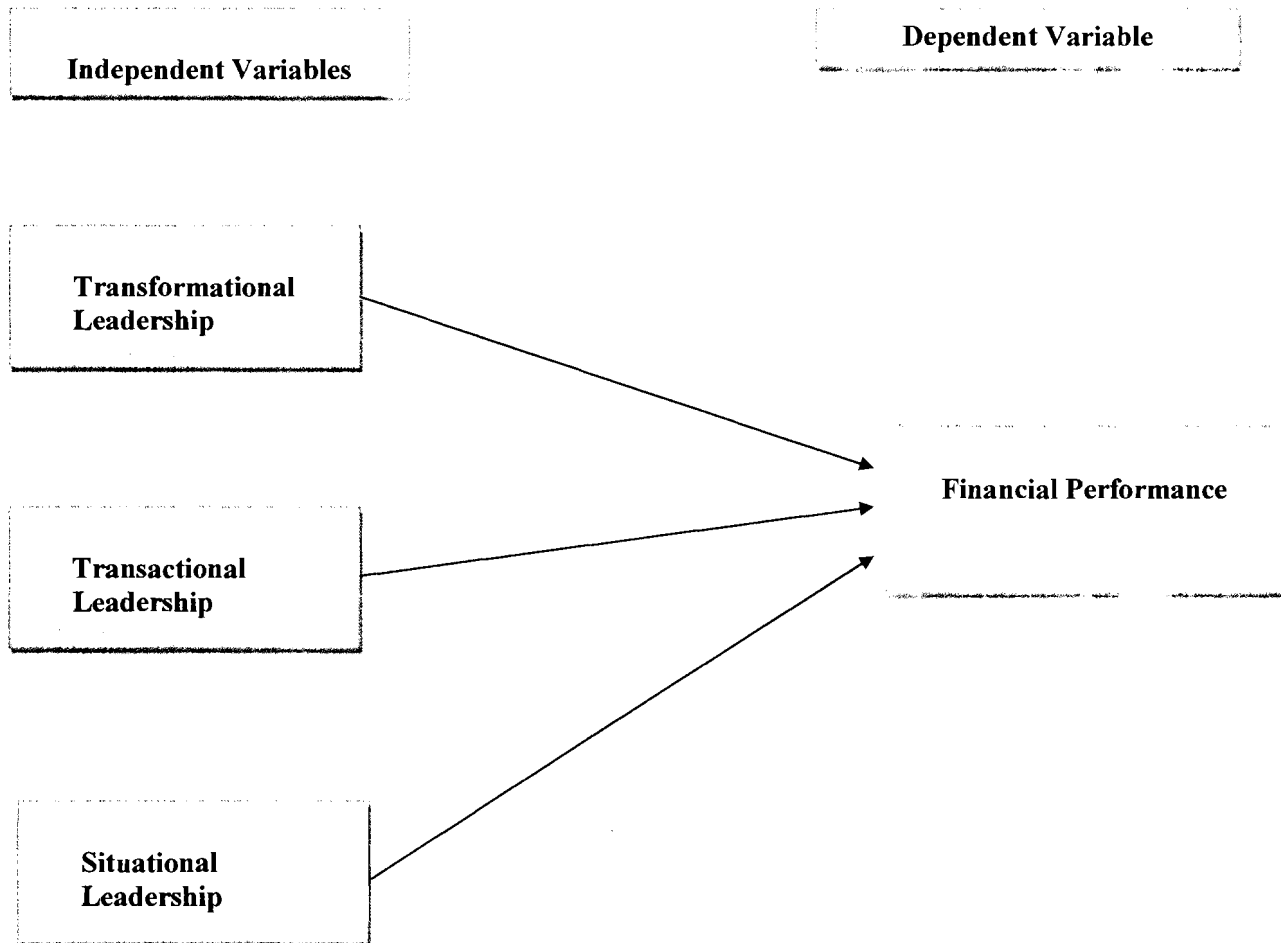 Independent Variables
Dependent Variable
Transformational
Leadership
Financial Performance
Transactional
Leadership
Situational
Leadership